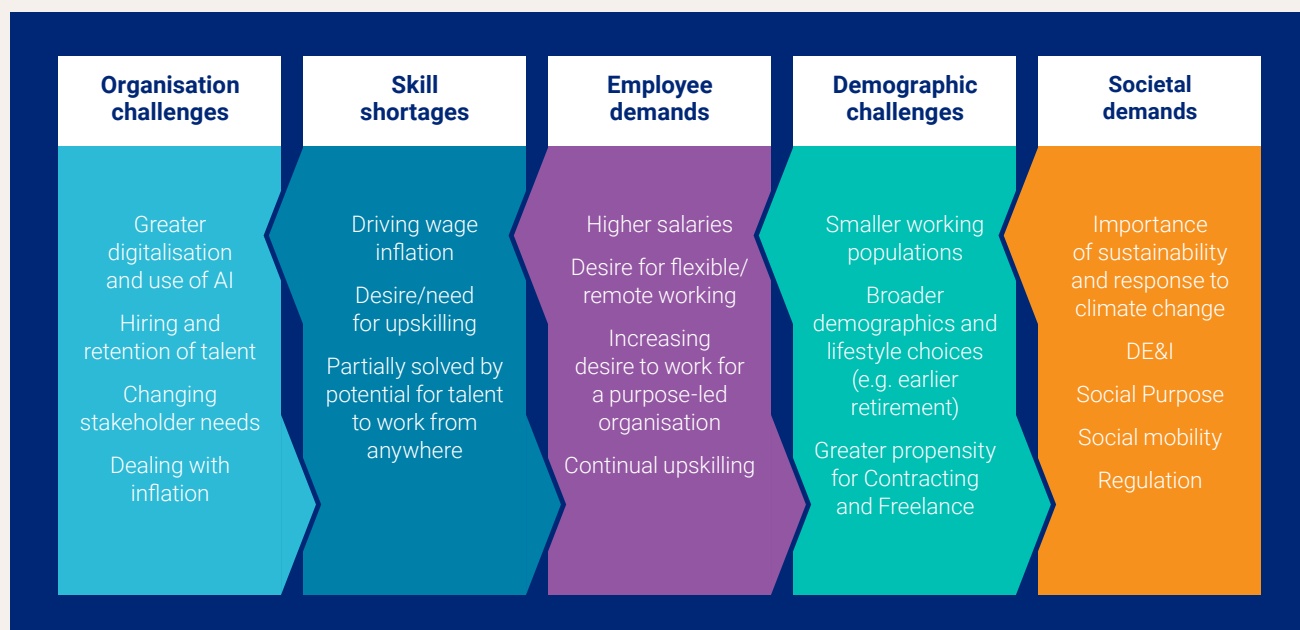 Organisation
challenges
Greater
digitalisation
and use of AI
Hiring and
retention of talent
Changing
stakeholder needs
Dealing with
inflation
Skill
shortages
Driving wage
inflation
Desire/need
for upskilling
Partially solved by
potential for talent
to work from
anywhere
Employee
demands
Higher salaries
Desire for flexible/
remote working
Increasing
desire to work for
a purpose-led
organisation
Continual upskilling
Demographic
challenges
Smaller working
populations
Broader
demographics and
lifestyle choices
(e.g. earlier
retirement)
Greater propensity
for Contracting
and Freelance
Societal
demands
Importance
of sustainability
and response to
climate change
DE&I
Social Purpose
Social mobility
Regulation